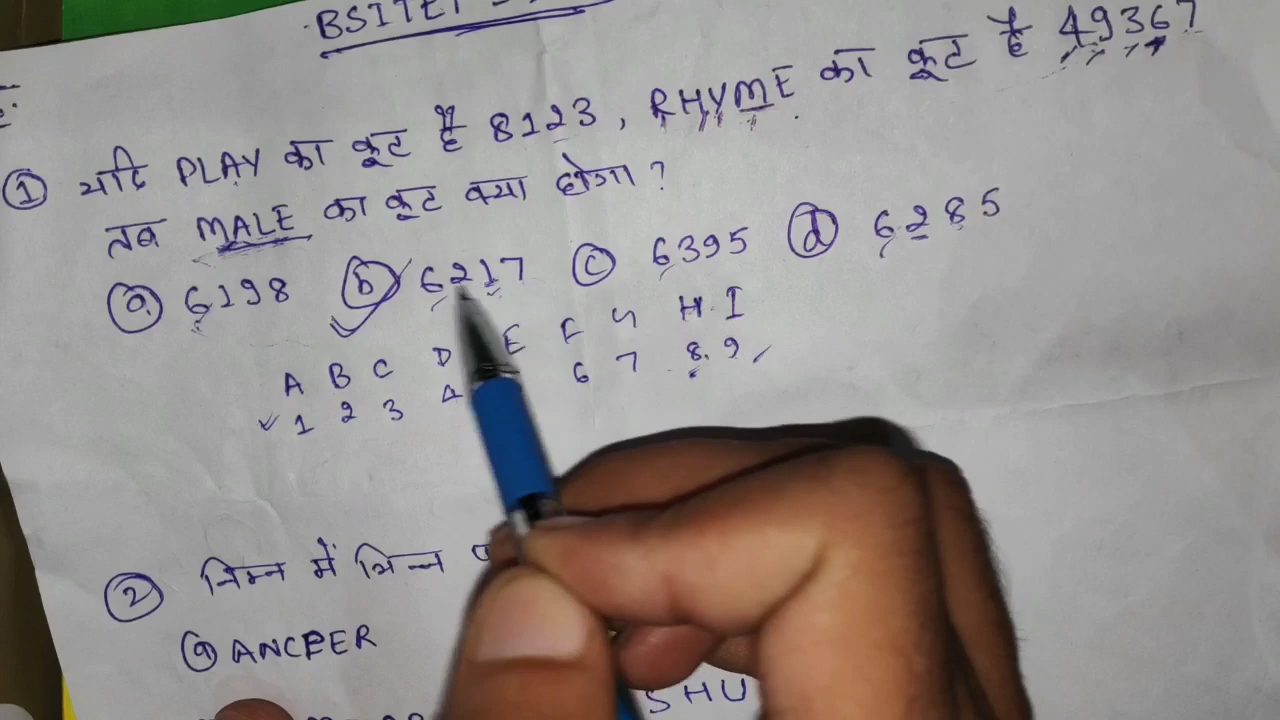 ① यदि PLAY का कूट है 8123, RHYME का कूट है 49367
तब MALE का कूट क्या होगा?
ⓐ 6198 ⓑ 6217 ⓒ 6395 ⓓ 6285
A B C D E F G H I
1 2 3 4 6 7 8 9
② निम्न में भिन्न
ⓐ ANCEER
SHU